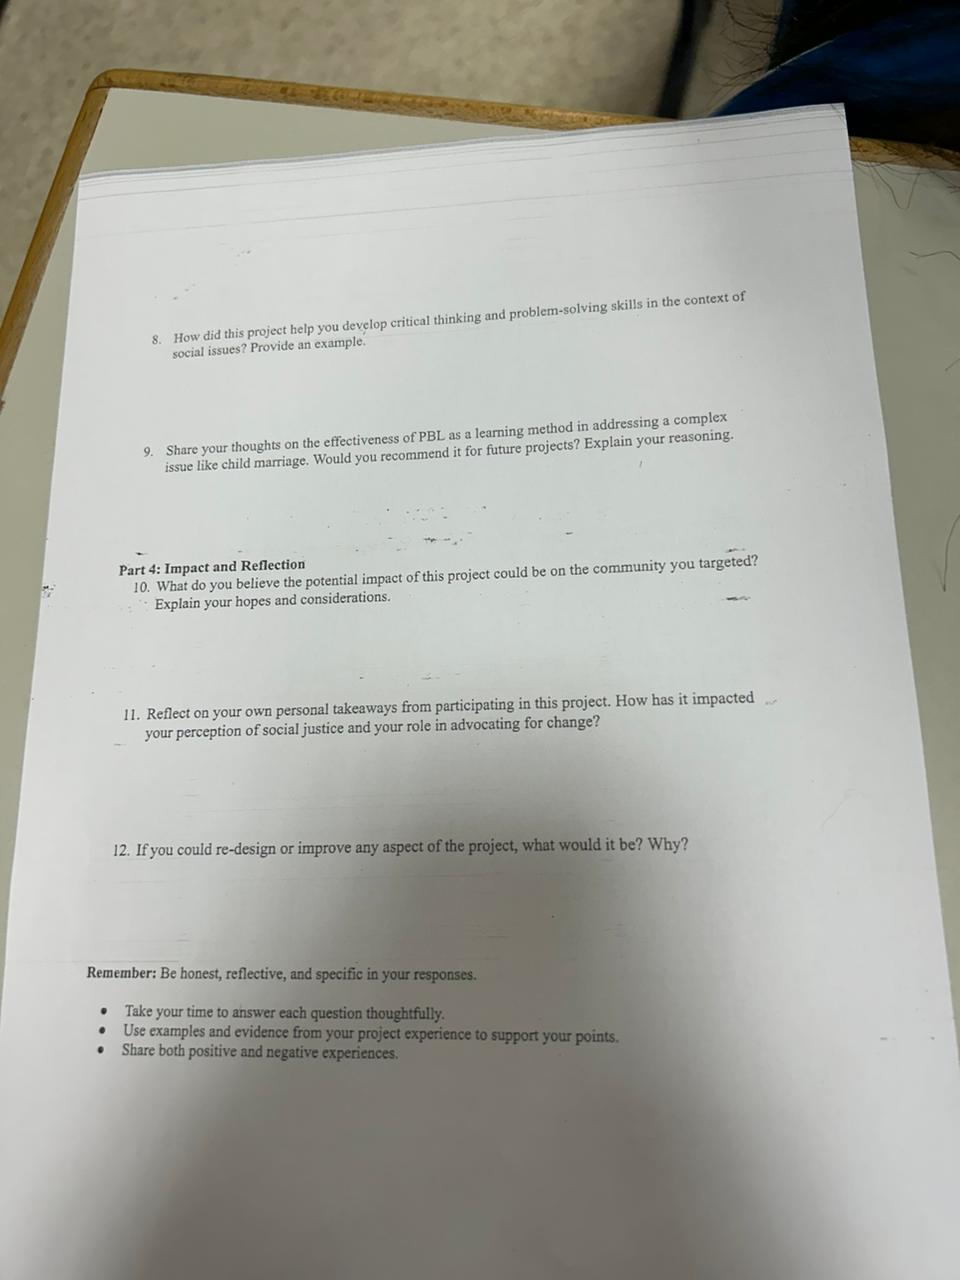 8. How did this project help you develop critical thinking and problem-solving skills in the context of
social issues? Provide an example.
9. Share your thoughts on the effectiveness of PBL as a learning method in addressing a complex
issue like child marriage. Would you recommend it for future projects? Explain your reasoning.
Part 4: Impact and Reflection
10. What do you believe the potential impact of this project could be on the community you targeted?
Explain your hopes and considerations.
11. Reflect on your own personal takeaways from participating in this project. How has it impacted
your perception of social justice and your role in advocating for change?
12. If you could re-design or improve any aspect of the project, what would it be? Why?
Remember: Be honest, reflective, and specific in your responses.
• Take your time to answer each question thoughtfully.
• Use examples and evidence from your project experience to support your points.
• Share both positive and negative experiences.